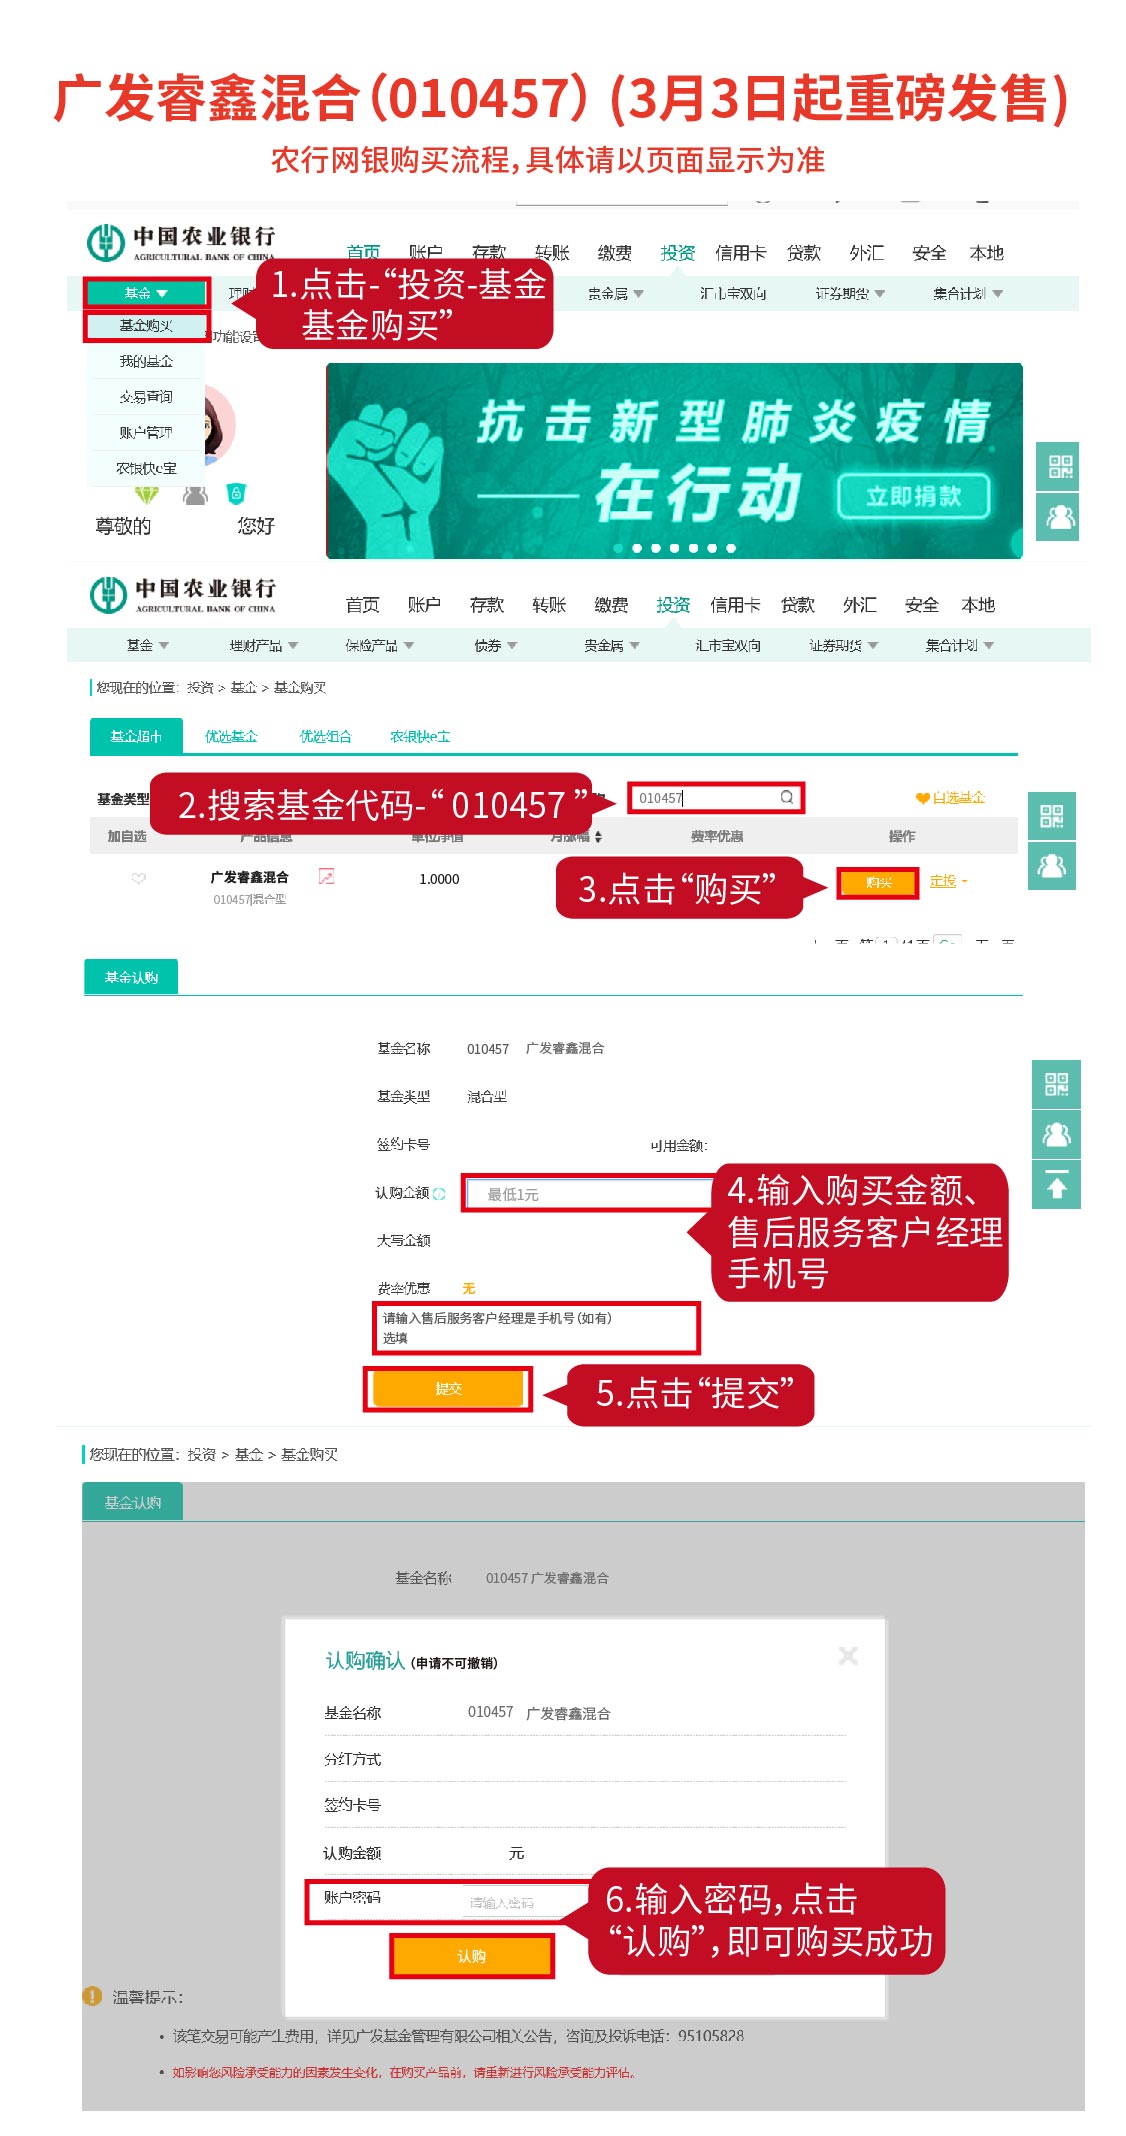 广发睿鑫混合(010457) (3月3日起重磅发售)
农行网银购买流程,具体请以页面显示为准
中国农业银行
AGRICULTURAL BANK OF CHINA
首页 账户 存款 转账 缴费 投资 信用卡 贷款 外汇 安全 本地
基金 贵金属 汇市宝双向 证券期货 集合计划
1.点击-“投资-基金
基金购买”
基金购买
功能设
我的基金
交易查询
账户管理
农银快e宝
尊敬的 您好
抗击新型肺炎疫情
在行动
立即捐款
中国农业银行
AGRICULTURAL BANK OF CHINA
首页 账户 存款 转账 缴费 投资 信用卡 贷款 外汇 安全 本地
基金 理财产品 保险产品 债券 贵金属 汇市宝双向 证券期货 集合计划
您现在的位置：投资 > 基金 > 基金购买
基金超市 优选基金 优选组合 农银快e宝
基金类型
2.搜索基金代码-“ 010457 ”
010457
自选基金
加自选 产品信息 单位净值 月涨幅 费率优惠 操作
广发睿鑫混合 1.0000
010457|混合型
3.点击“购买”
购买 定投
基金认购
基金名称 010457 广发睿鑫混合
基金类型 混合型
签约卡号 可用金额：
认购金额 最低1元
4.输入购买金额、
售后服务客户经理
手机号
大写金额
费率优惠 无
请输入售后服务客户经理是手机号(如有)
选填
提交
5.点击“提交”
您现在的位置：投资 > 基金 > 基金购买
基金认购
基金名称 010457 广发睿鑫混合
认购确认 (申请不可撤销)
基金名称 010457 广发睿鑫混合
分红方式
签约卡号
认购金额 元
账户密码 请输入密码
6.输入密码,点击
“认购”,即可购买成功
认购
温馨提示：
• 该笔交易可能产生费用，详见广发基金管理有限公司相关公告，咨询及投诉电话：95105828
• 如影响您风险承受能力的因素发生变化，在购买产品前，请重新进行风险承受能力评估。